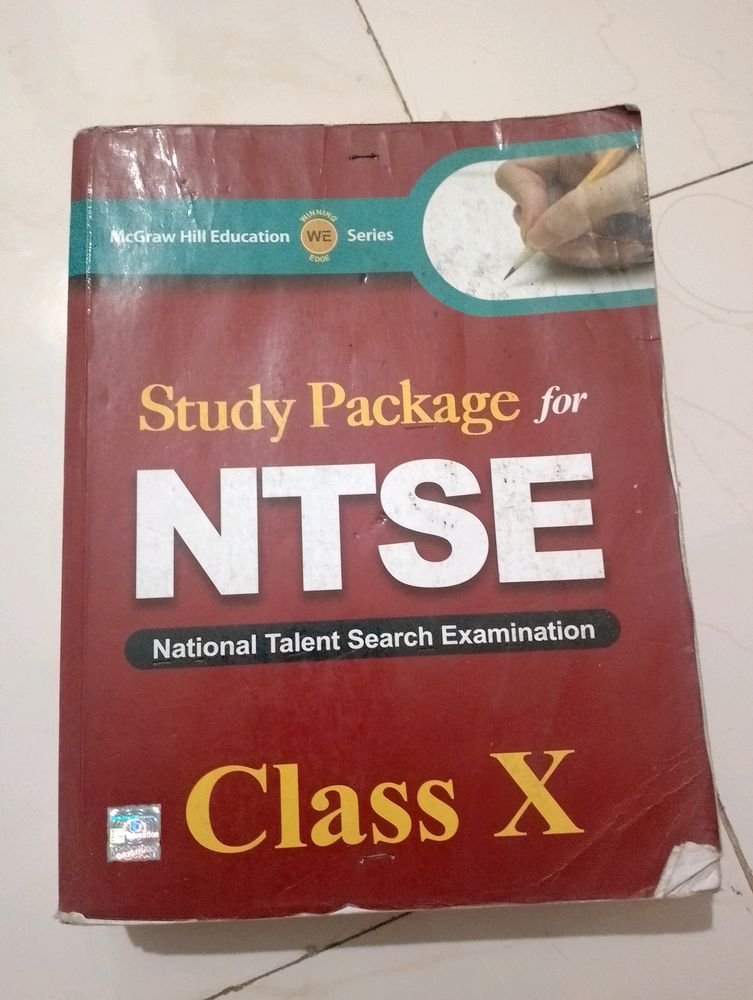 McGraw Hill Education WINNING WE EDGE Series
Study Package for
NTSE
National Talent Search Examination
Class X